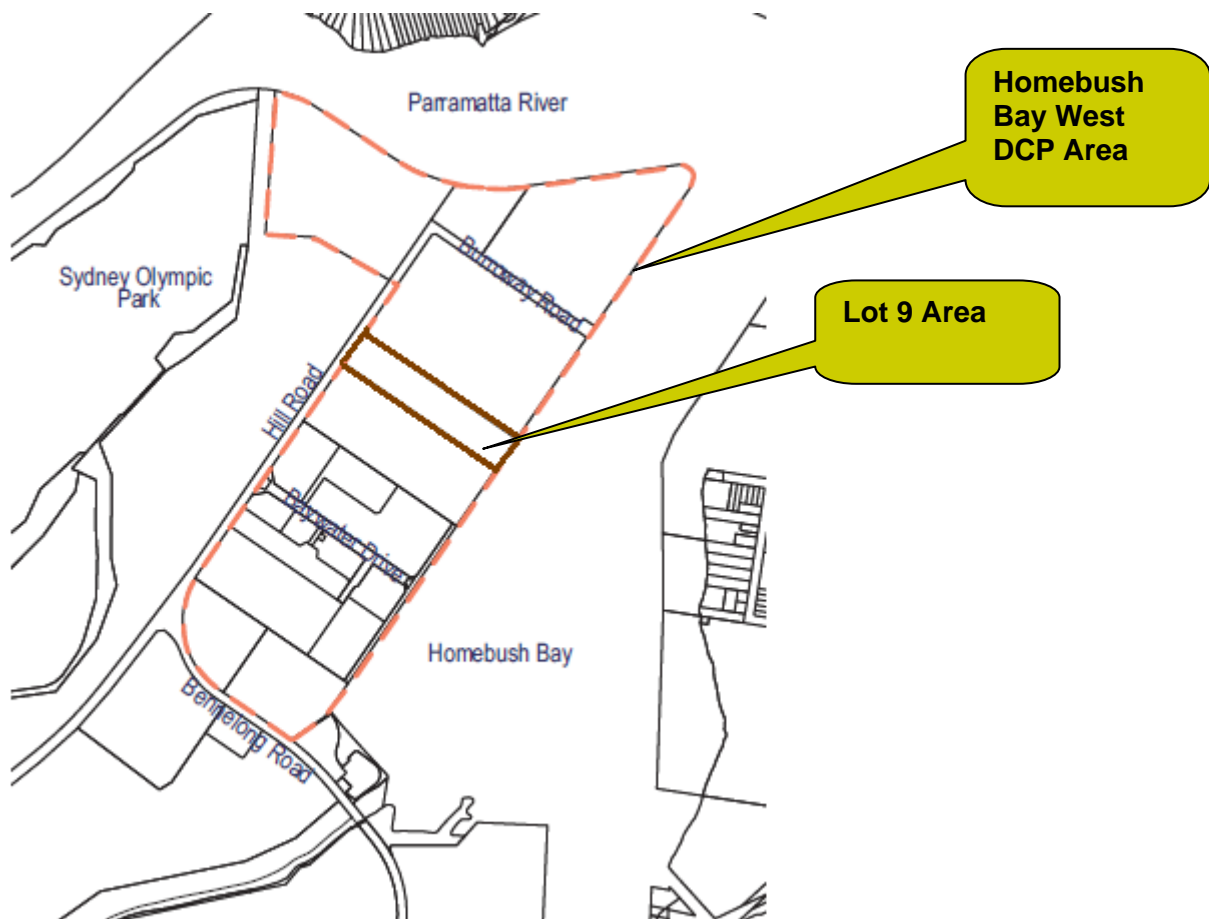 Parramatta River
Homebush
Bay West
DCP Area
Burroway Road
Sydney Olympic
Park
Lot 9 Area
Hill Road
Baywater Drive
Homebush Bay
Bennelong Road